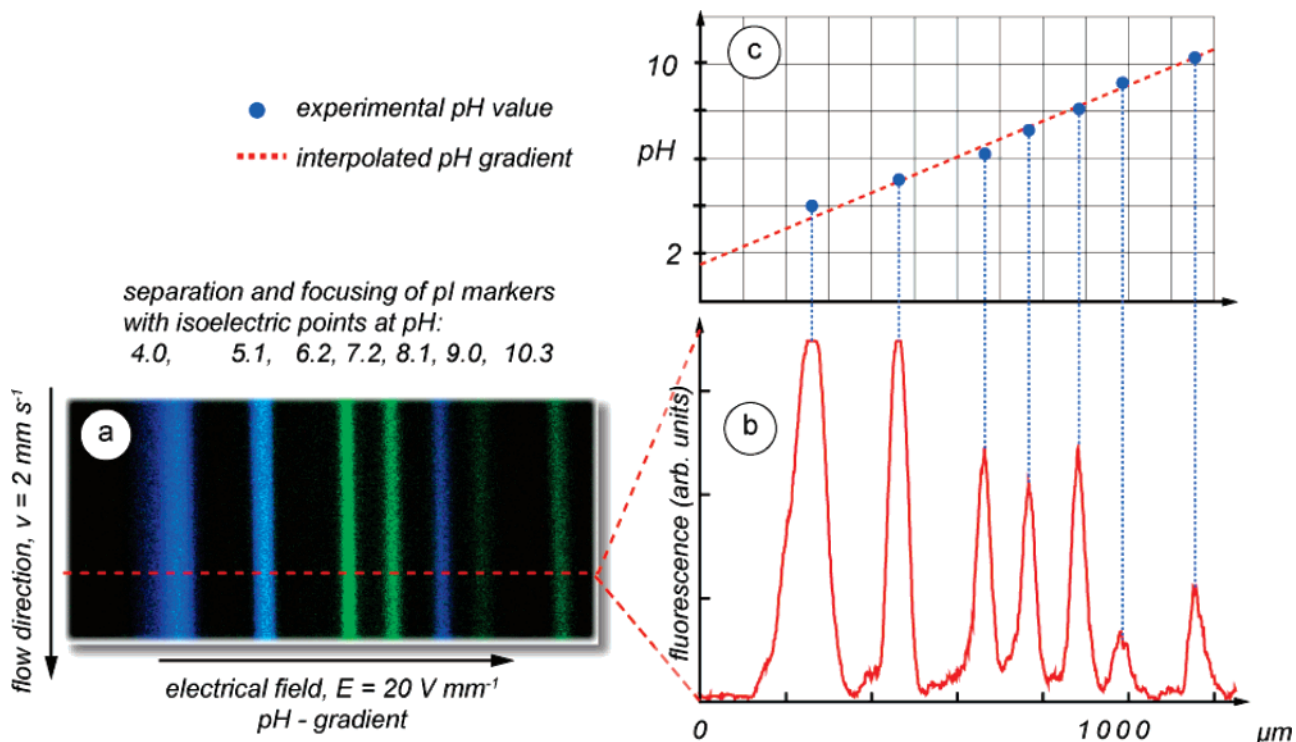 experimental pH value
interpolated pH gradient
separation and focusing of pI markers
with isoelectric points at pH:
4.0, 5.1, 6.2, 7.2, 8.1, 9.0, 10.3
a
flow direction, v = 2 mm s⁻¹
electrical field, E = 20 V mm⁻¹
pH - gradient
c
10
pH
2
b
fluorescence (arb. units)
0
1000
μm